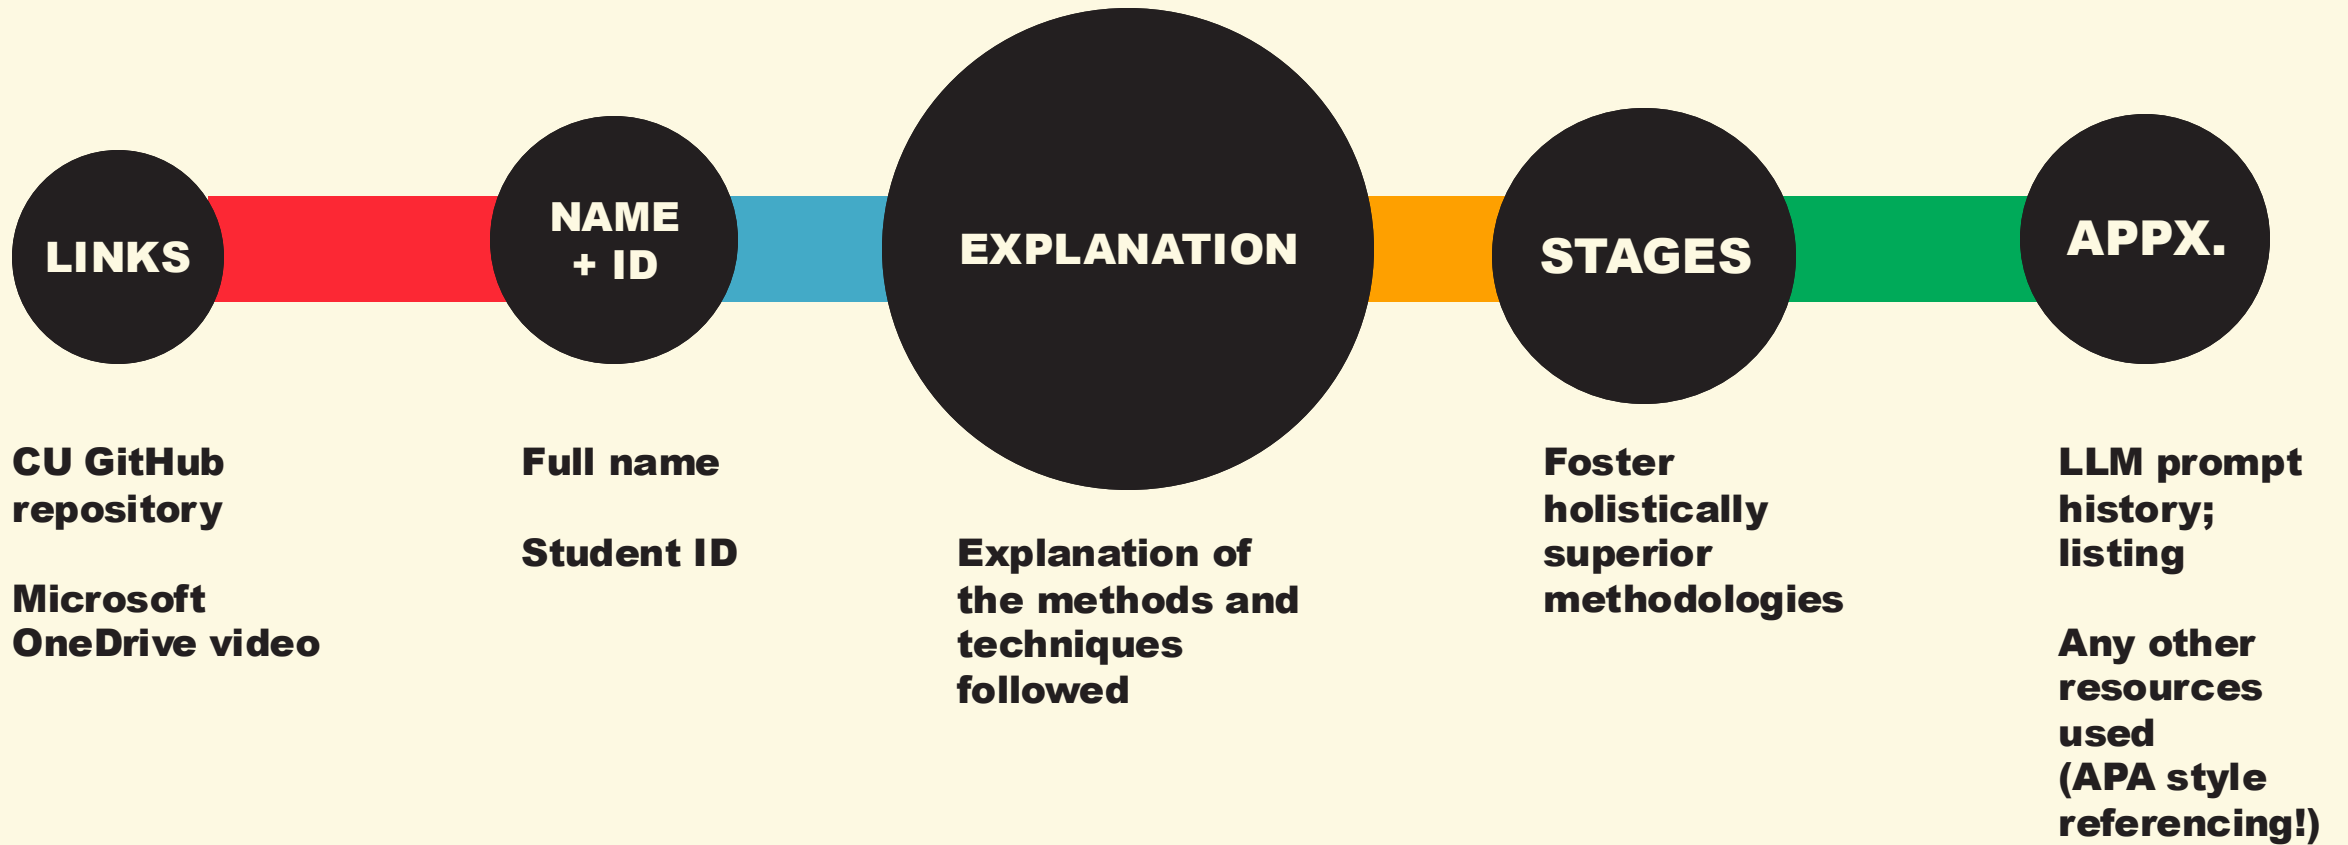 LINKS
NAME
+ ID
EXPLANATION
STAGES
APPX.
CU GitHub
repository
Microsoft
OneDrive video
Full name
Student ID
Explanation of
the methods and
techniques
followed
Foster
holistically
superior
methodologies
LLM prompt
history;
listing
Any other
resources
used
(APA style
referencing!)